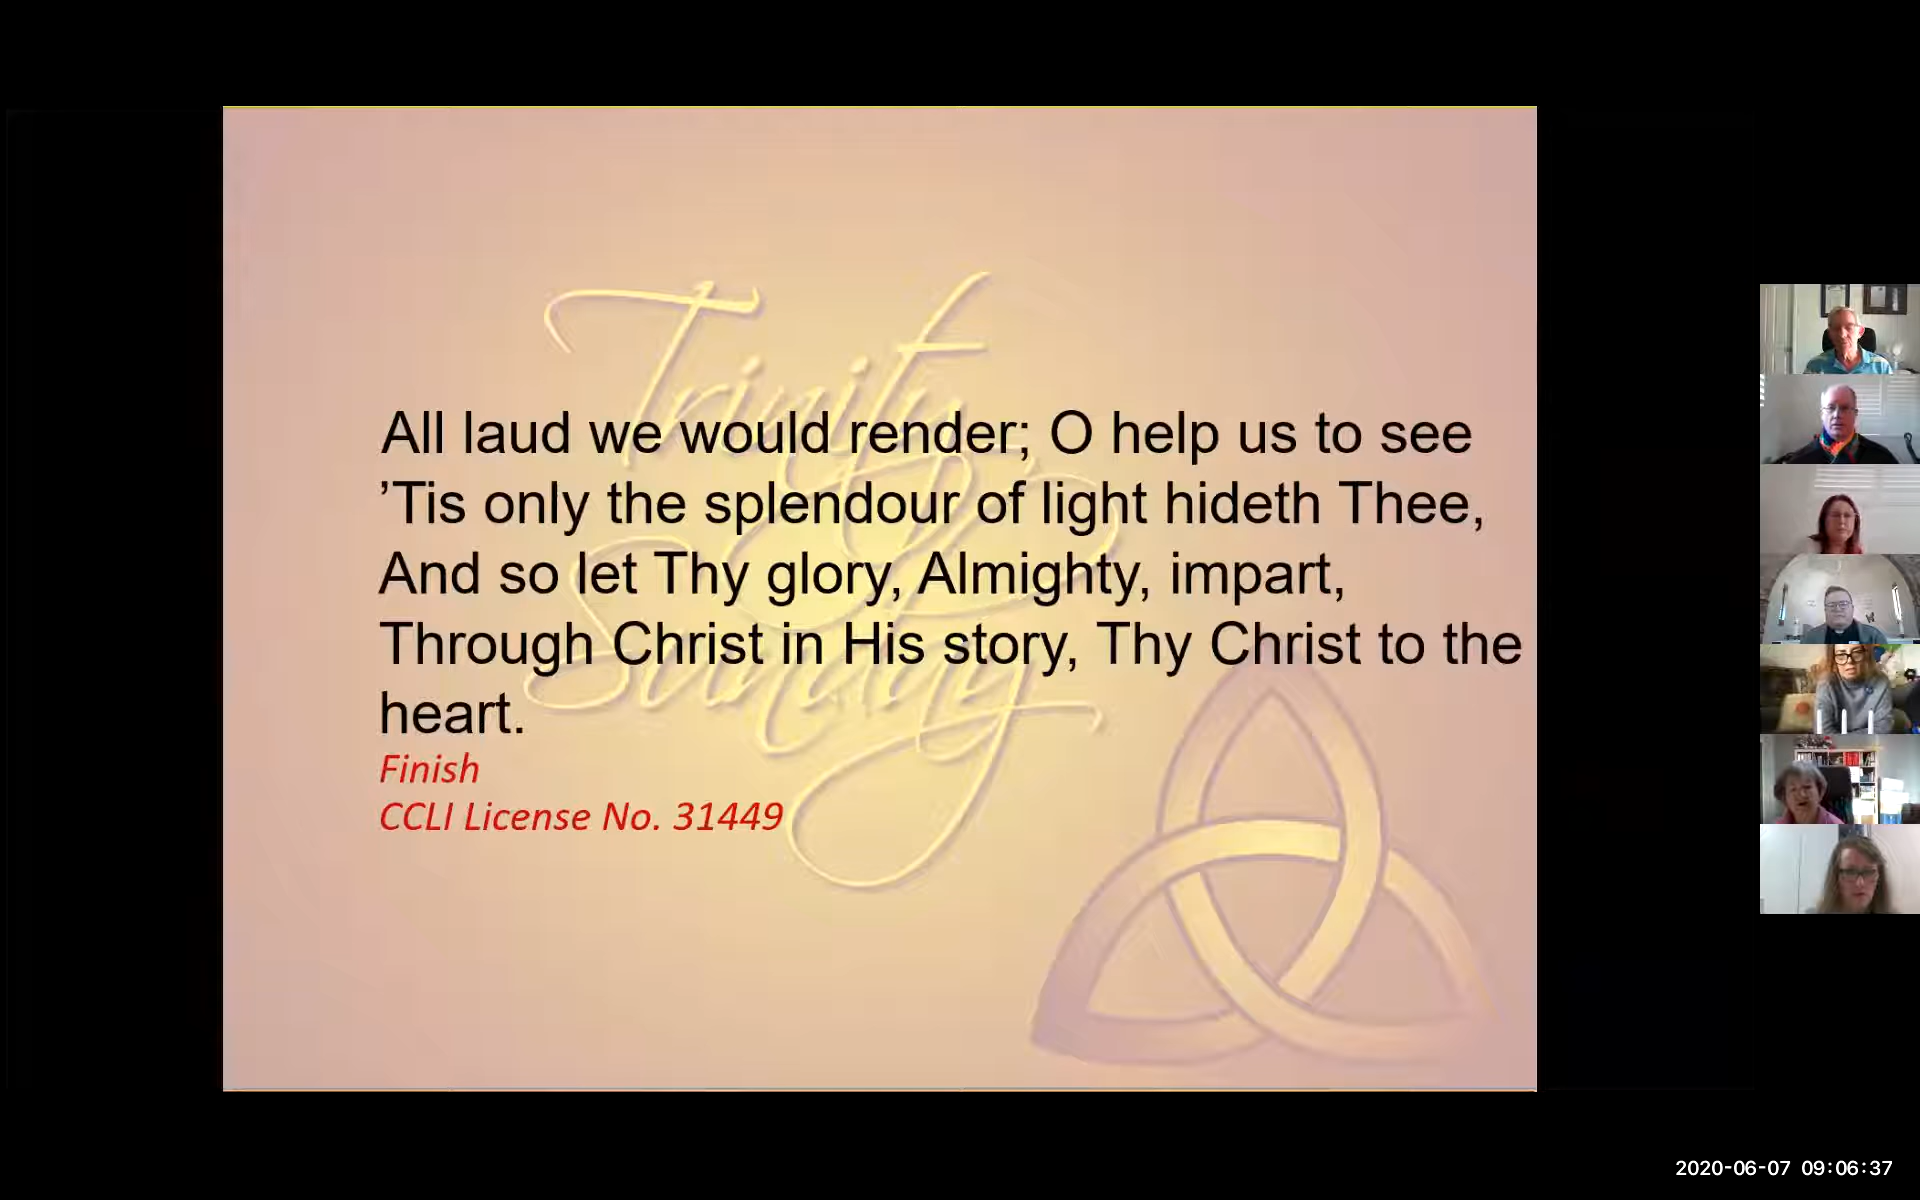 Trinity
Sunday
All laud we would render; O help us to see
’Tis only the splendour of light hideth Thee,
And so let Thy glory, Almighty, impart,
Through Christ in His story, Thy Christ to the
heart.
Finish
CCLI License No. 31449
2020-06-07 09:06:37